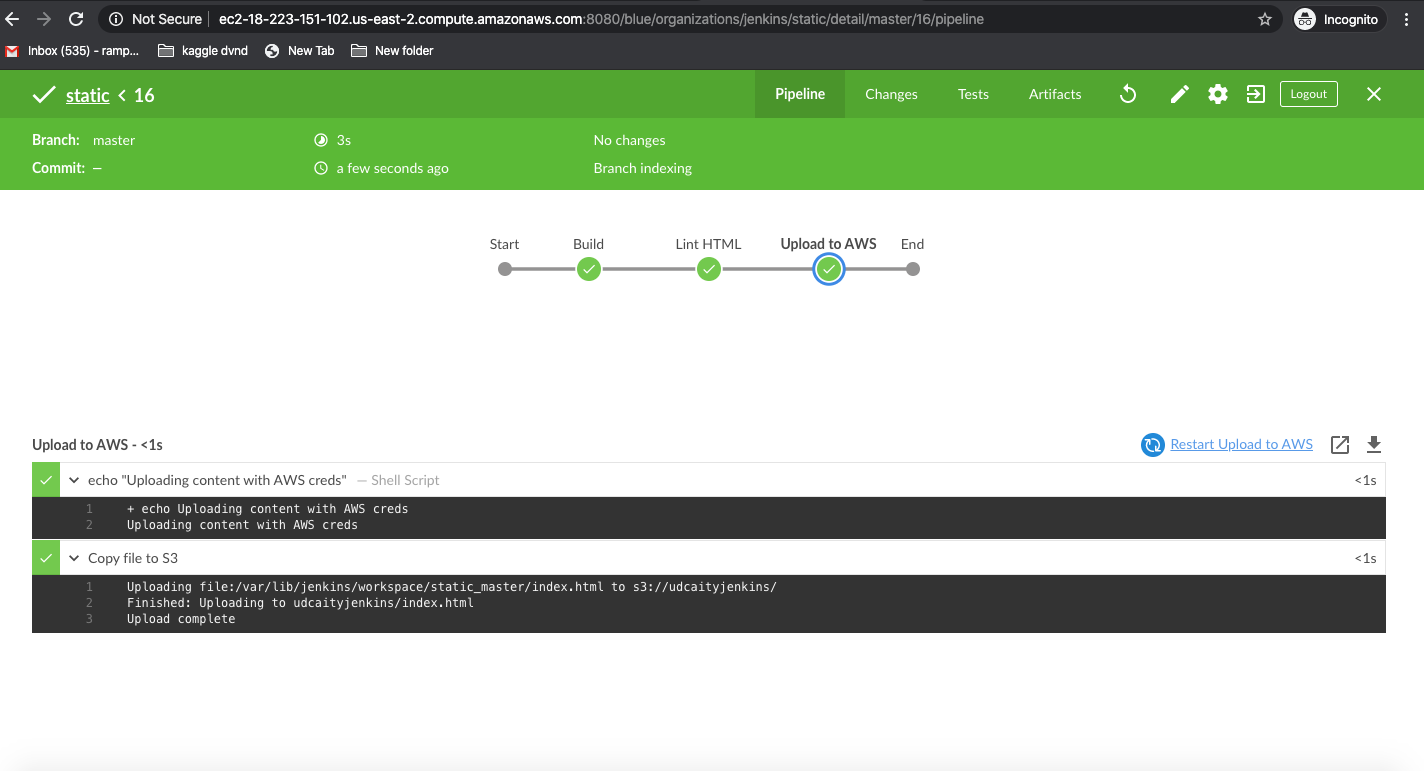 Not Secure ec2-18-223-151-102.us-east-2.compute.amazonaws.com:8080/blue/organizations/jenkins/static/detail/master/16/pipeline Incognito
Inbox (535) - ramp... kaggle dvnd New Tab New folder
static < 16 Pipeline Changes Tests Artifacts Logout
Branch: master 3s No changes
Commit: — a few seconds ago Branch indexing
Start Build Lint HTML Upload to AWS End
Upload to AWS - <1s Restart Upload to AWS
echo "Uploading content with AWS creds" — Shell Script <1s
1 + echo Uploading content with AWS creds
2 Uploading content with AWS creds
Copy file to S3 <1s
1 Uploading file:/var/lib/jenkins/workspace/static_master/index.html to s3://udcaityjenkins/
2 Finished: Uploading to udcaityjenkins/index.html
3 Upload complete